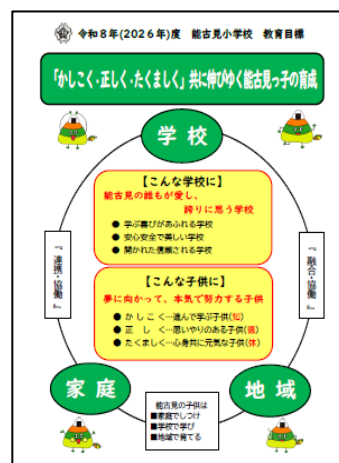 令和8年(2026年)度　能古見小学校　教育目標
「かしこく・正しく・たくましく」共に伸びゆく能古見っ子の育成
学校
【こんな学校に】
能古見の誰もが愛し、
誇りに思う学校
● 学ぶ喜びがあふれる学校
● 安心安全で美しい学校
● 開かれた信頼される学校
『連携・協働』
『融合・協働』
【こんな子供に】
夢に向かって、本気で努力する子供
● か し こ く…進んで学ぶ子供(知)
● 正　し　く…思いやりのある子供(徳)
● たくましく…心身共に元気な子供(体)
家庭
地域
能古見の子供は
■家庭でしつけ
■学校で学び
■地域で育てる